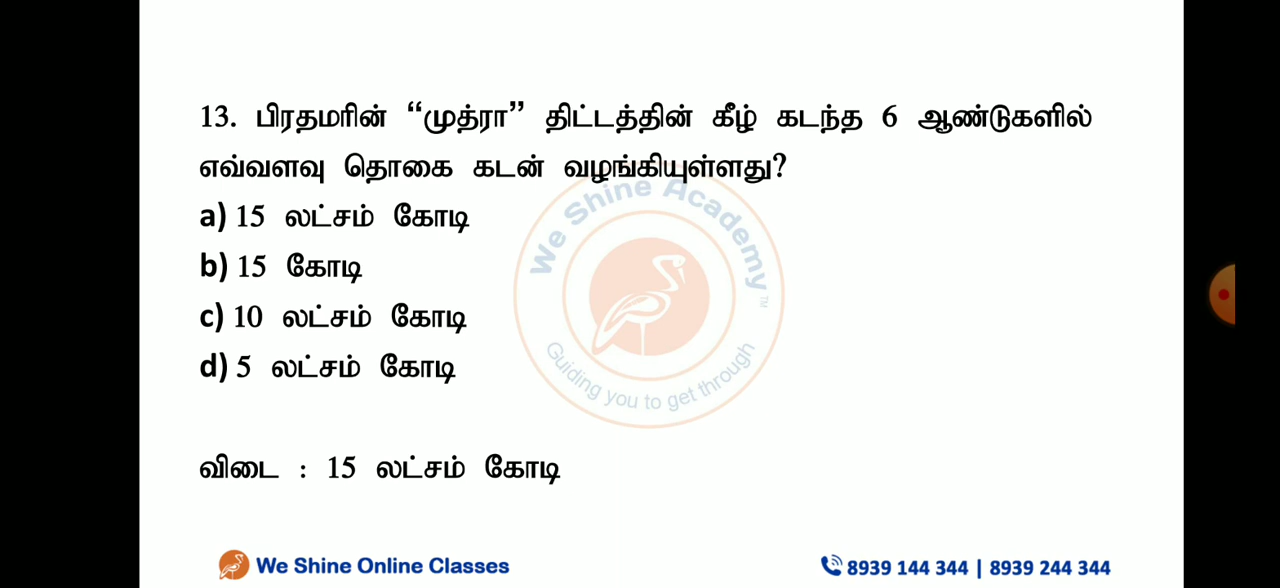 13. பிரதமரின் “முத்ரா” திட்டத்தின் கீழ் கடந்த 6 ஆண்டுகளில்
எவ்வளவு தொகை கடன் வழங்கியுள்ளது?
a) 15 லட்சம் கோடி
b) 15 கோடி
c) 10 லட்சம் கோடி
d) 5 லட்சம் கோடி
We Shine Academy TM
Guiding you to get through
விடை : 15 லட்சம் கோடி
We Shine Online Classes
8939 144 344 | 8939 244 344